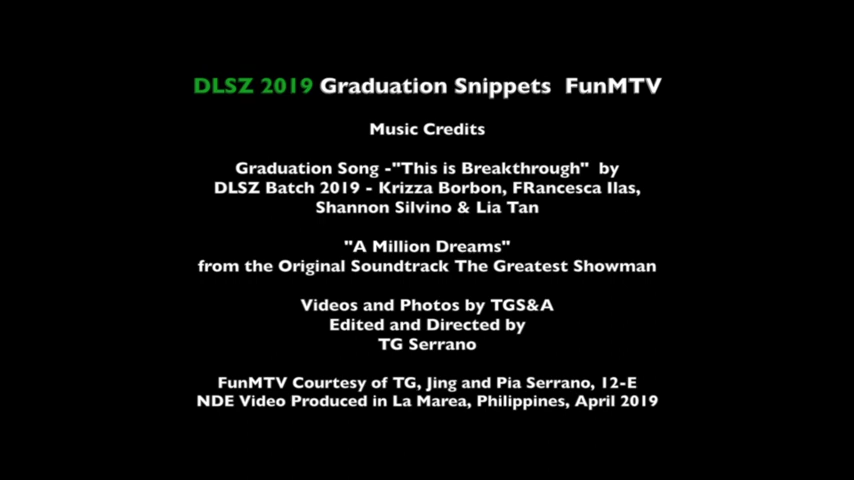 DLSZ 2019 Graduation Snippets FunMTV
Music Credits
Graduation Song -"This is Breakthrough" by
DLSZ Batch 2019 - Krizza Borbon, FRancesca Ilas,
Shannon Silvino & Lia Tan
"A Million Dreams"
from the Original Soundtrack The Greatest Showman
Videos and Photos by TGS&A
Edited and Directed by
TG Serrano
FunMTV Courtesy of TG, Jing and Pia Serrano, 12-E
NDE Video Produced in La Marea, Philippines, April 2019